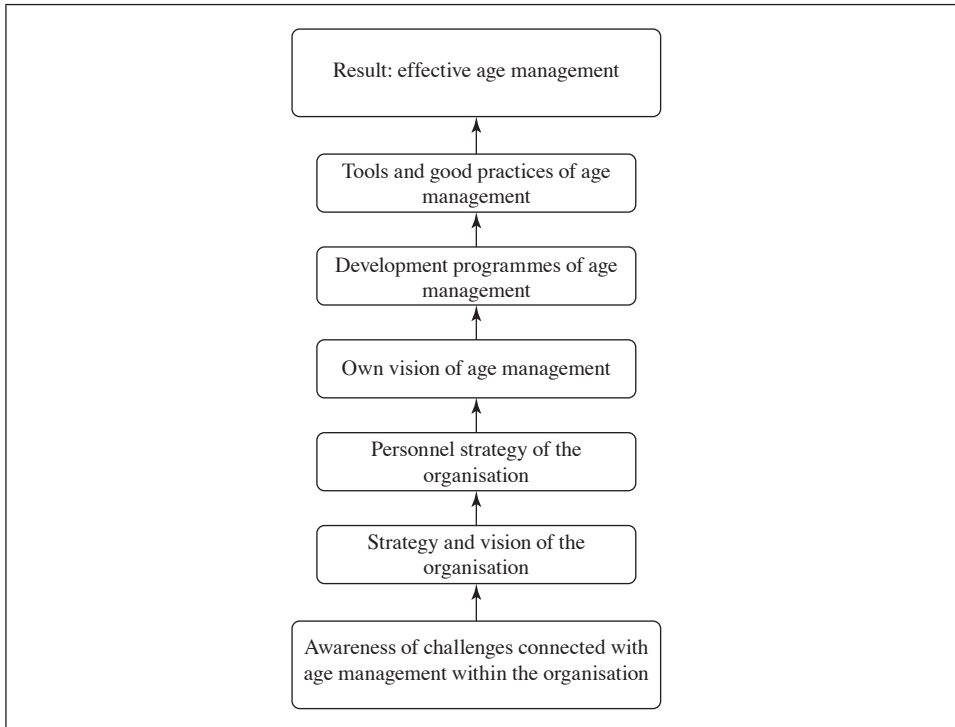 Result: effective age management
Tools and good practices of age
management
Development programmes of age
management
Own vision of age management
Personnel strategy of the
organisation
Strategy and vision of the
organisation
Awareness of challenges connected with
age management within the organisation